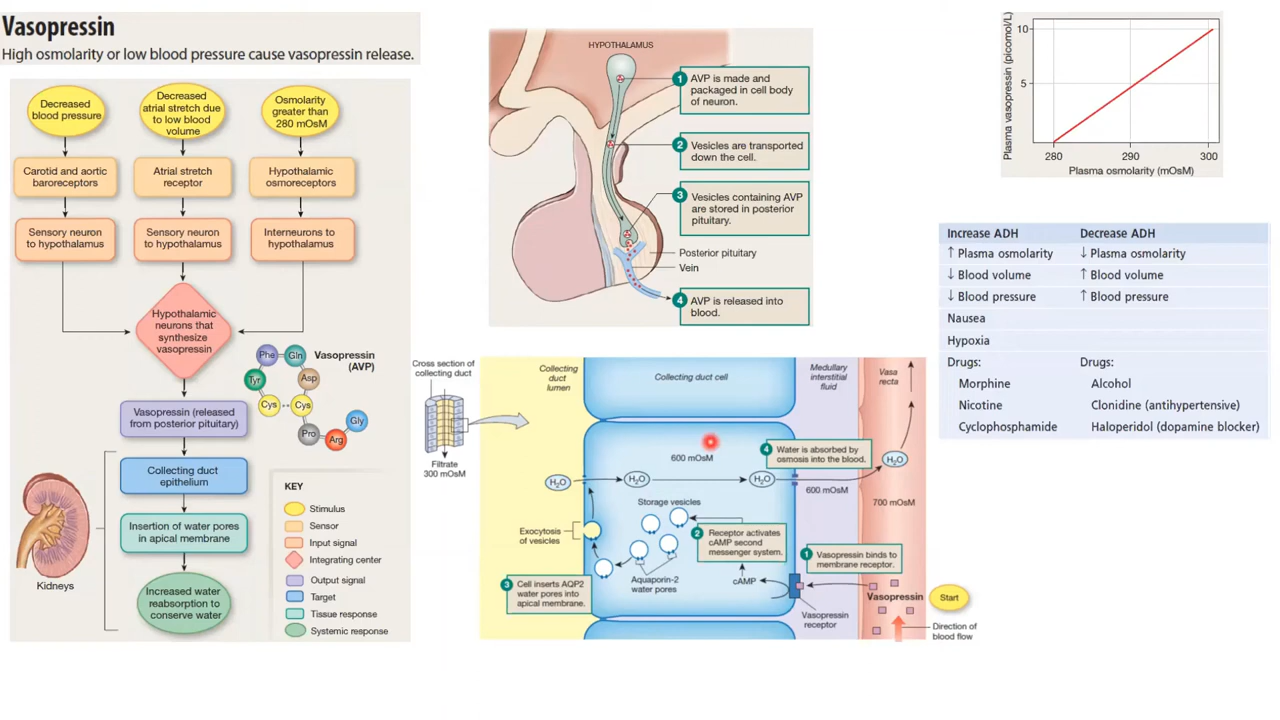 Vasopressin
High osmolarity or low blood pressure cause vasopressin release.
Decreased
blood pressure
Decreased
atrial stretch due
to low blood
volume
Osmolarity
greater than
280 mOsM
Carotid and aortic
baroreceptors
Atrial stretch
receptor
Hypothalamic
osmoreceptors
Sensory neuron
to hypothalamus
Sensory neuron
to hypothalamus
Interneurons to
hypothalamus
Hypothalamic
neurons that
synthesize
vasopressin
Vasopressin
(AVP)
Phe
Gln
Tyr
Asp
Cys
Cys
Pro
Arg
Gly
Vasopressin (released
from posterior pituitary)
Collecting duct
epithelium
Insertion of water pores
in apical membrane
Increased water
reabsorption to
conserve water
Kidneys
KEY
Stimulus
Sensor
Input signal
Integrating center
Output signal
Target
Tissue response
Systemic response
HYPOTHALAMUS
1 AVP is made and
packaged in cell body
of neuron.
2 Vesicles are transported
down the cell.
3 Vesicles containing AVP
are stored in posterior
pituitary.
Posterior pituitary
Vein
4 AVP is released into
blood.
Cross section of
collecting duct
Filtrate
300 mOsM
Collecting
duct
lumen
Collecting duct cell
Medullary
interstitial
fluid
Vasa
recta
600 mOsM
4 Water is absorbed by
osmosis into the blood.
H₂O
H₂O
H₂O
H₂O
600 mOsM
700 mOsM
Storage vesicles
Exocytosis
of vesicles
2 Receptor activates
cAMP second
messenger system.
1 Vasopressin binds to
membrane receptor.
3 Cell inserts AQP2
water pores into
apical membrane.
Aquaporin-2
water pores
cAMP
Vasopressin
receptor
Vasopressin
Start
Direction of
blood flow
Plasma vasopressin (picomol/L)
10
5
280
290
300
Plasma osmolarity (mOsM)
Increase ADH Decrease ADH
↑ Plasma osmolarity ↓ Plasma osmolarity
↓ Blood volume ↑ Blood volume
↓ Blood pressure ↑ Blood pressure
Nausea
Hypoxia
Drugs: Drugs:
Morphine Alcohol
Nicotine Clonidine (antihypertensive)
Cyclophosphamide Haloperidol (dopamine blocker)